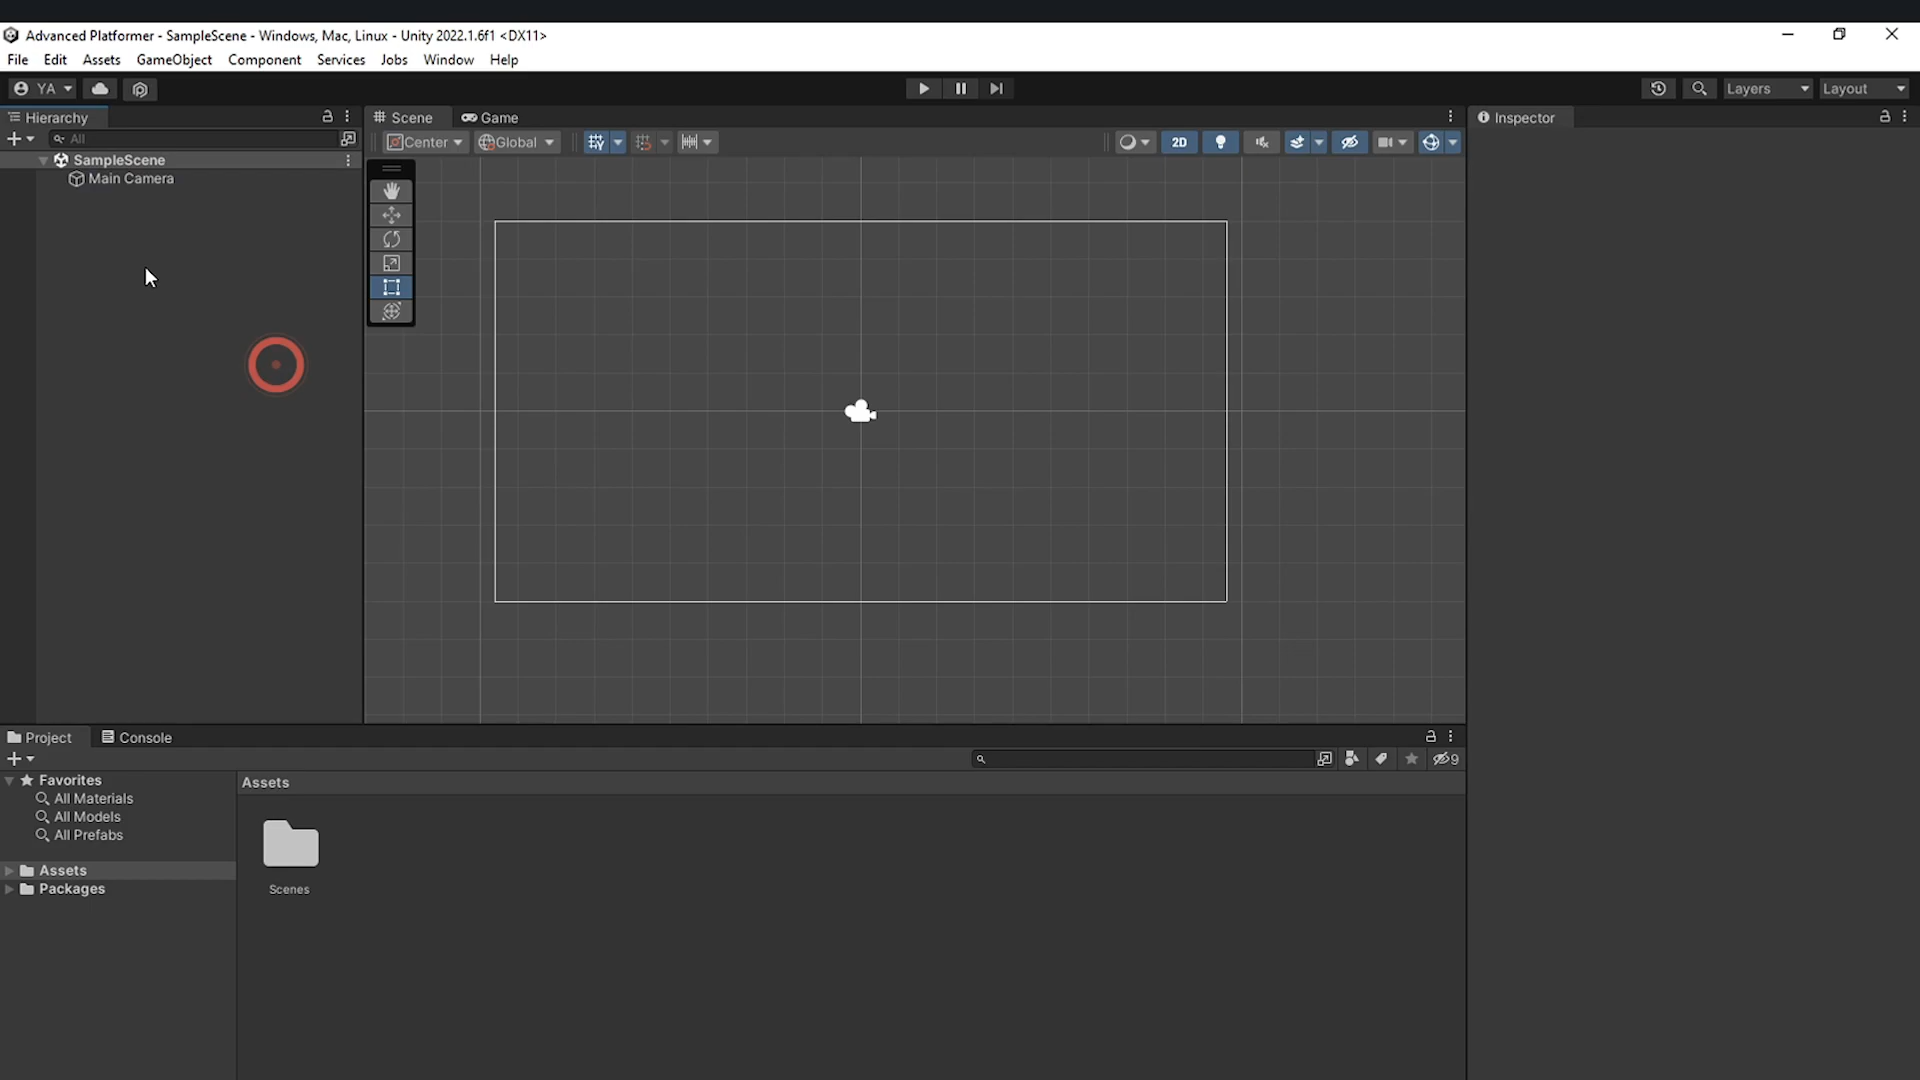 Advanced Platformer - SampleScene - Windows, Mac, Linux - Unity 2022.1.6f1 <DX11>
File Edit Assets GameObject Component Services Jobs Window Help
YA Layers Layout
Hierarchy Scene Game Inspector
All Center Global 2D
SampleScene
Main Camera
Project Console
9
Favorites Assets
All Materials
All Models
All Prefabs
Assets
Packages Scenes